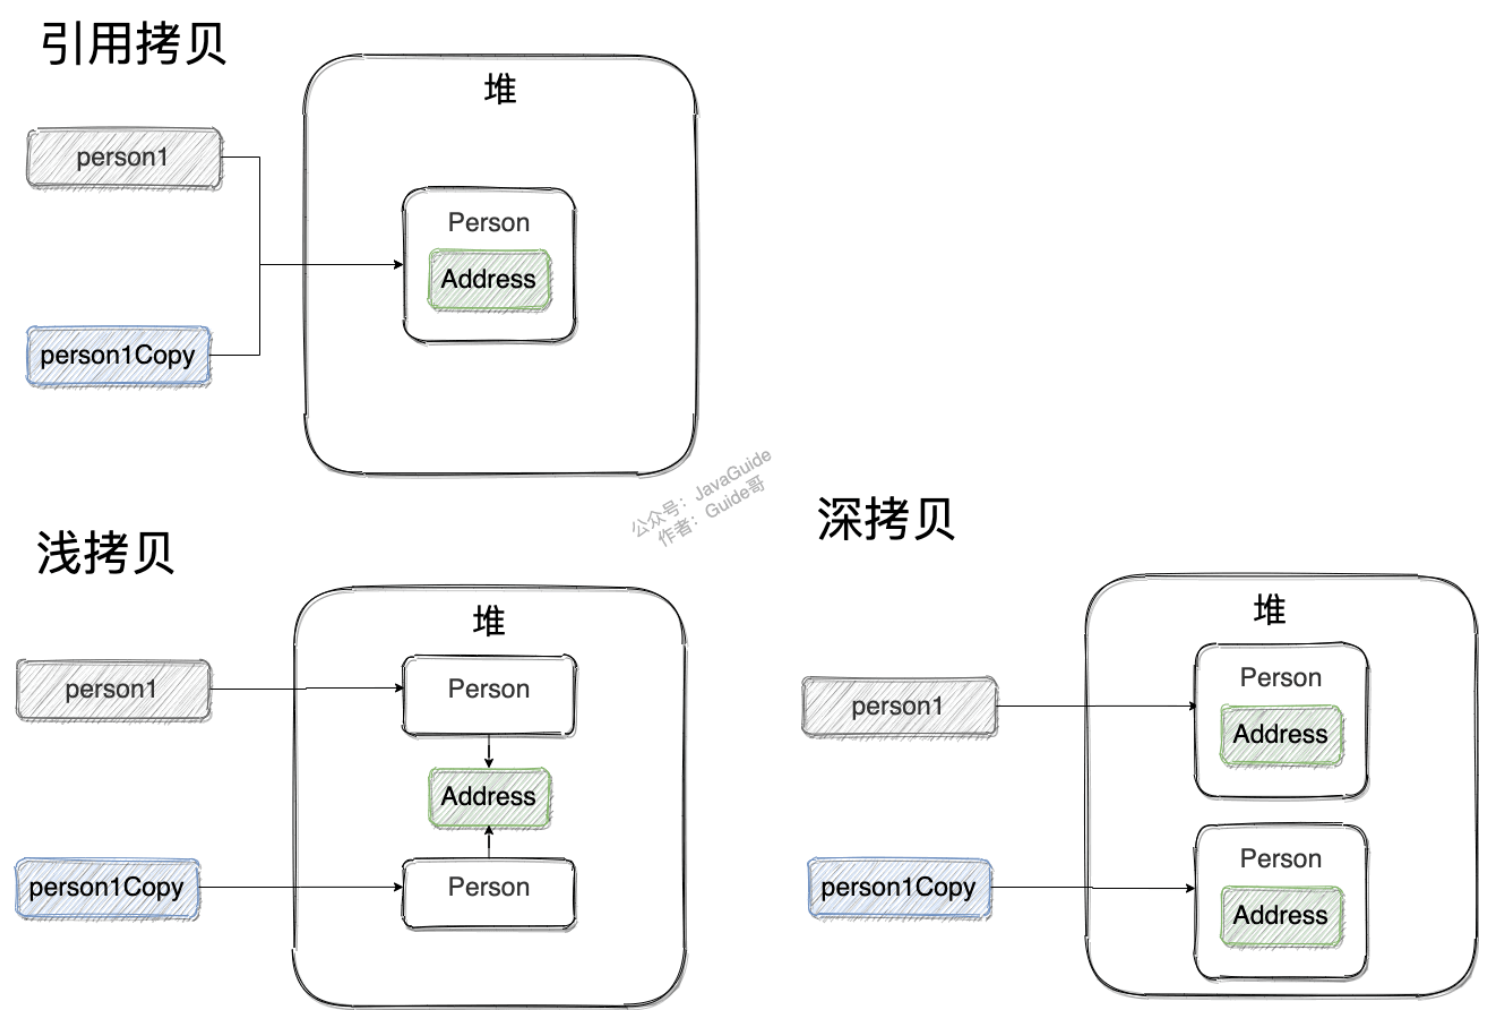 引用拷贝
堆
person1
Person
Address
person1Copy
公众号：JavaGuide
作者：Guide哥
浅拷贝
堆
person1
Person
Address
person1Copy
Person
深拷贝
堆
person1
Person
Address
person1Copy
Person
Address